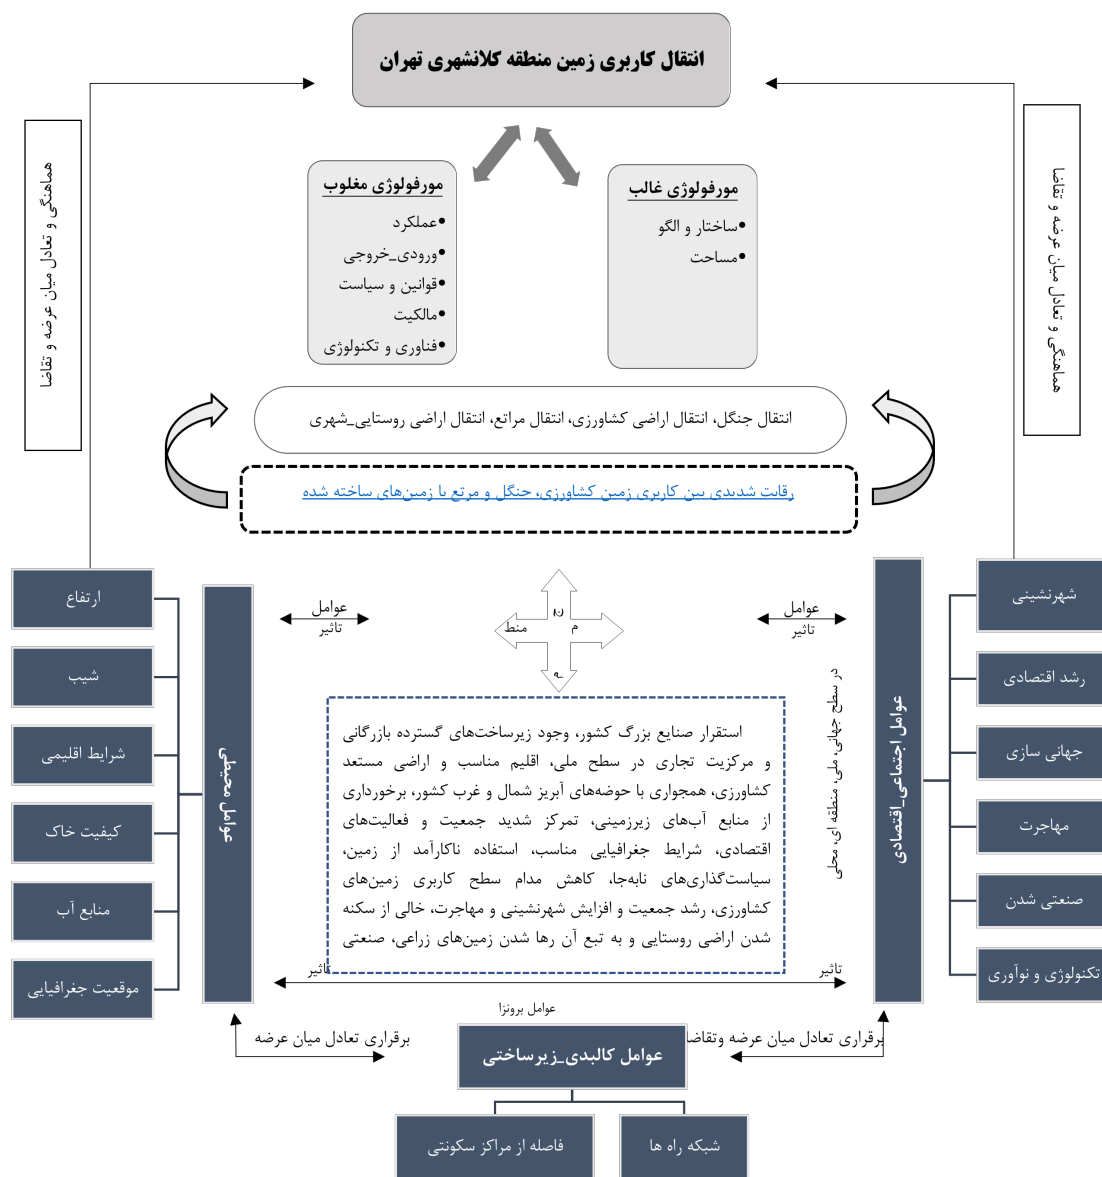 انتقال کاربری زمین منطقه کلانشهری تهران
هماهنگی و تعادل میان عرضه و تقاضا
هماهنگی و تعادل میان عرضه و تقاضا
مورفولوژی غالب
•ساختار و الگو
•مساحت
مورفولوژی مغلوب
•عملکرد
•ورودی_خروجی
•قوانین و سیاست
•مالکیت
•فناوری و تکنولوژی
انتقال جنگل، انتقال اراضی کشاورزی، انتقال مراتع، انتقال اراضی روستایی_شهری
رقابت شدیدی بین کاربری زمین کشاورزی، جنگل و مرتع با زمین‌های ساخته شده
شهرنشینی
رشد اقتصادی
جهانی سازی
مهاجرت
صنعتی شدن
تکنولوژی و نوآوری
عوامل اجتماعی_اقتصادی
در سطح جهانی، ملی، منطقه ای، محلی
عوامل
تاثیر
م
منط
عوامل
تاثیر
استقرار صنایع بزرگ کشور، وجود زیرساخت‌های گسترده بازرگانی
و مرکزیت تجاری در سطح ملی، اقلیم مناسب و اراضی مستعد
کشاورزی، همجواری با حوضه‌های آبریز شمال و غرب کشور، برخورداری
از منابع آب‌های زیرزمینی، تمرکز شدید جمعیت و فعالیت‌های
اقتصادی، شرایط جغرافیایی مناسب، استفاده ناکارآمد از زمین،
سیاست‌گذاری‌های نابه‌جا، کاهش مدام سطح کاربری زمین‌های
کشاورزی، رشد جمعیت و افزایش شهرنشینی و مهاجرت، خالی از سکنه
شدن اراضی روستایی و به تبع آن رها شدن زمین‌های زراعی، صنعتی
تاثیر
تاثیر
عوامل برونزا
عوامل محیطی
ارتفاع
شیب
شرایط اقلیمی
کیفیت خاک
منابع آب
موقعیت جغرافیایی
برقراری تعادل میان عرضه وتقاضا
عوامل کالبدی_زیرساختی
برقراری تعادل میان عرضه
شبکه راه ها
فاصله از مراکز سکونتی